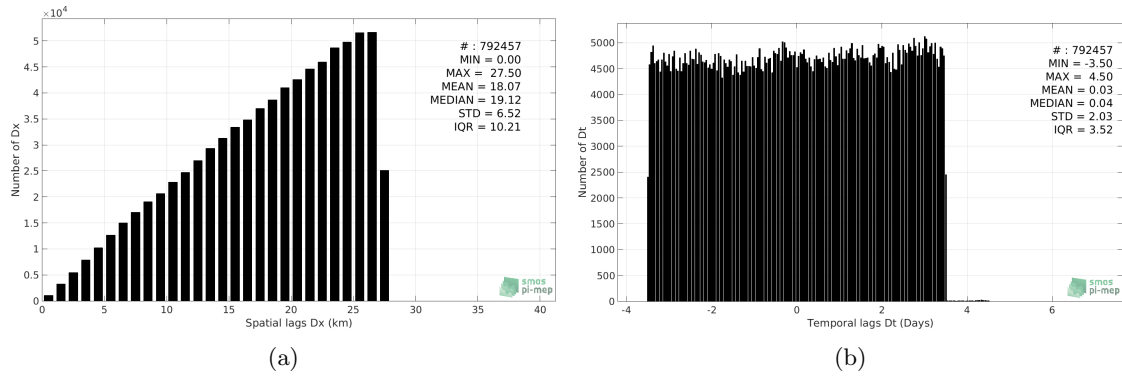 ×10⁴
5
4.5
4
3.5
3
2.5
2
1.5
1
0.5
0
Number of Dx
# : 792457
MIN = 0.00
MAX = 27.50
MEAN = 18.07
MEDIAN = 19.12
STD = 6.52
IQR = 10.21
smos
pi-mep
0 5 10 15 20 25 30 35 40
Spatial lags Dx (km)
(a)
5000
4500
4000
3500
3000
2500
2000
1500
1000
500
0
Number of Dt
# : 792457
MIN = -3.50
MAX = 4.50
MEAN = 0.03
MEDIAN = 0.04
STD = 2.03
IQR = 3.52
smos
pi-mep
-4 -2 0 2 4 6
Temporal lags Dt (Days)
(b)